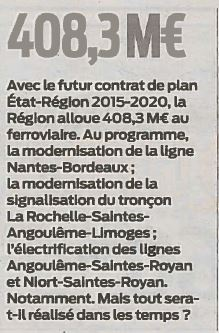 408,3 M€
Avec le futur contrat de plan
État-Région 2015-2020, la
Région alloue 408,3 M€ au
ferroviaire. Au programme,
la modernisation de la ligne
Nantes-Bordeaux ;
la modernisation de la
signalisation du tronçon
La Rochelle-Saintes-
Angoulême-Limoges ;
l'électrification des lignes
Angoulême-Saintes-Royan
et Niort-Saintes-Royan.
Notamment. Mais tout sera-
t-il réalisé dans les temps ?